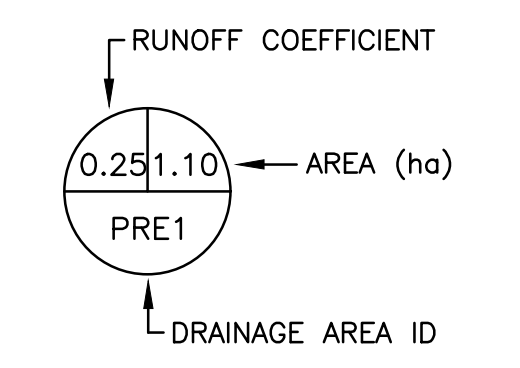 RUNOFF COEFFICIENT
0.25 1.10
AREA (ha)
PRE1
DRAINAGE AREA ID